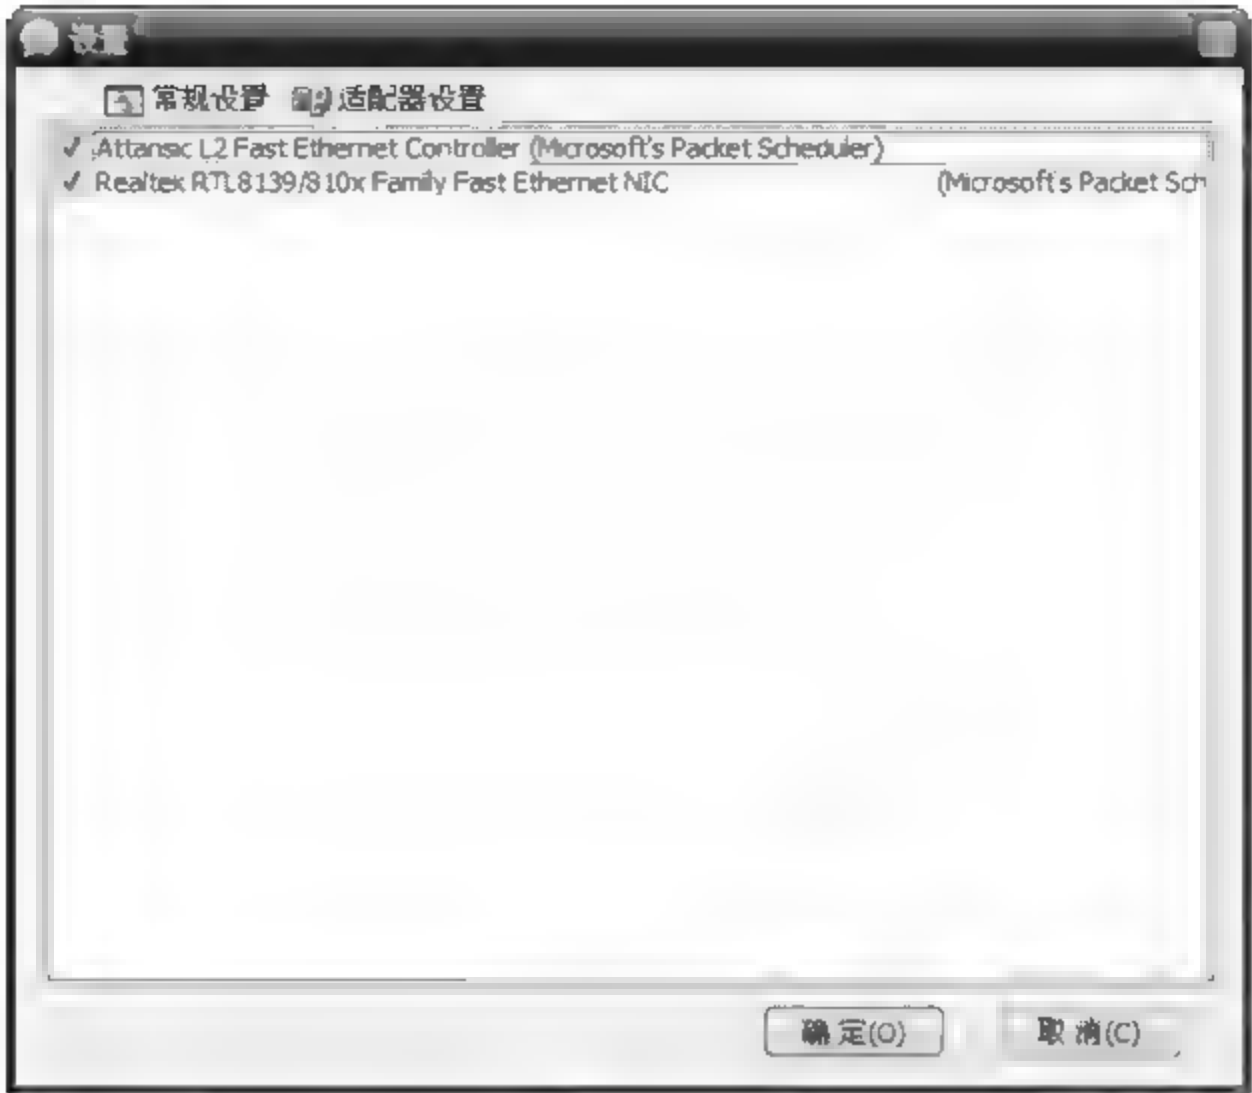 设置
常规设置 适配器设置
Attansic L2 Fast Ethernet Controller (Microsoft's Packet Scheduler)
Realtek RTL8139/810x Family Fast Ethernet NIC (Microsoft's Packet Sch
确 定(O) 取 消(C)